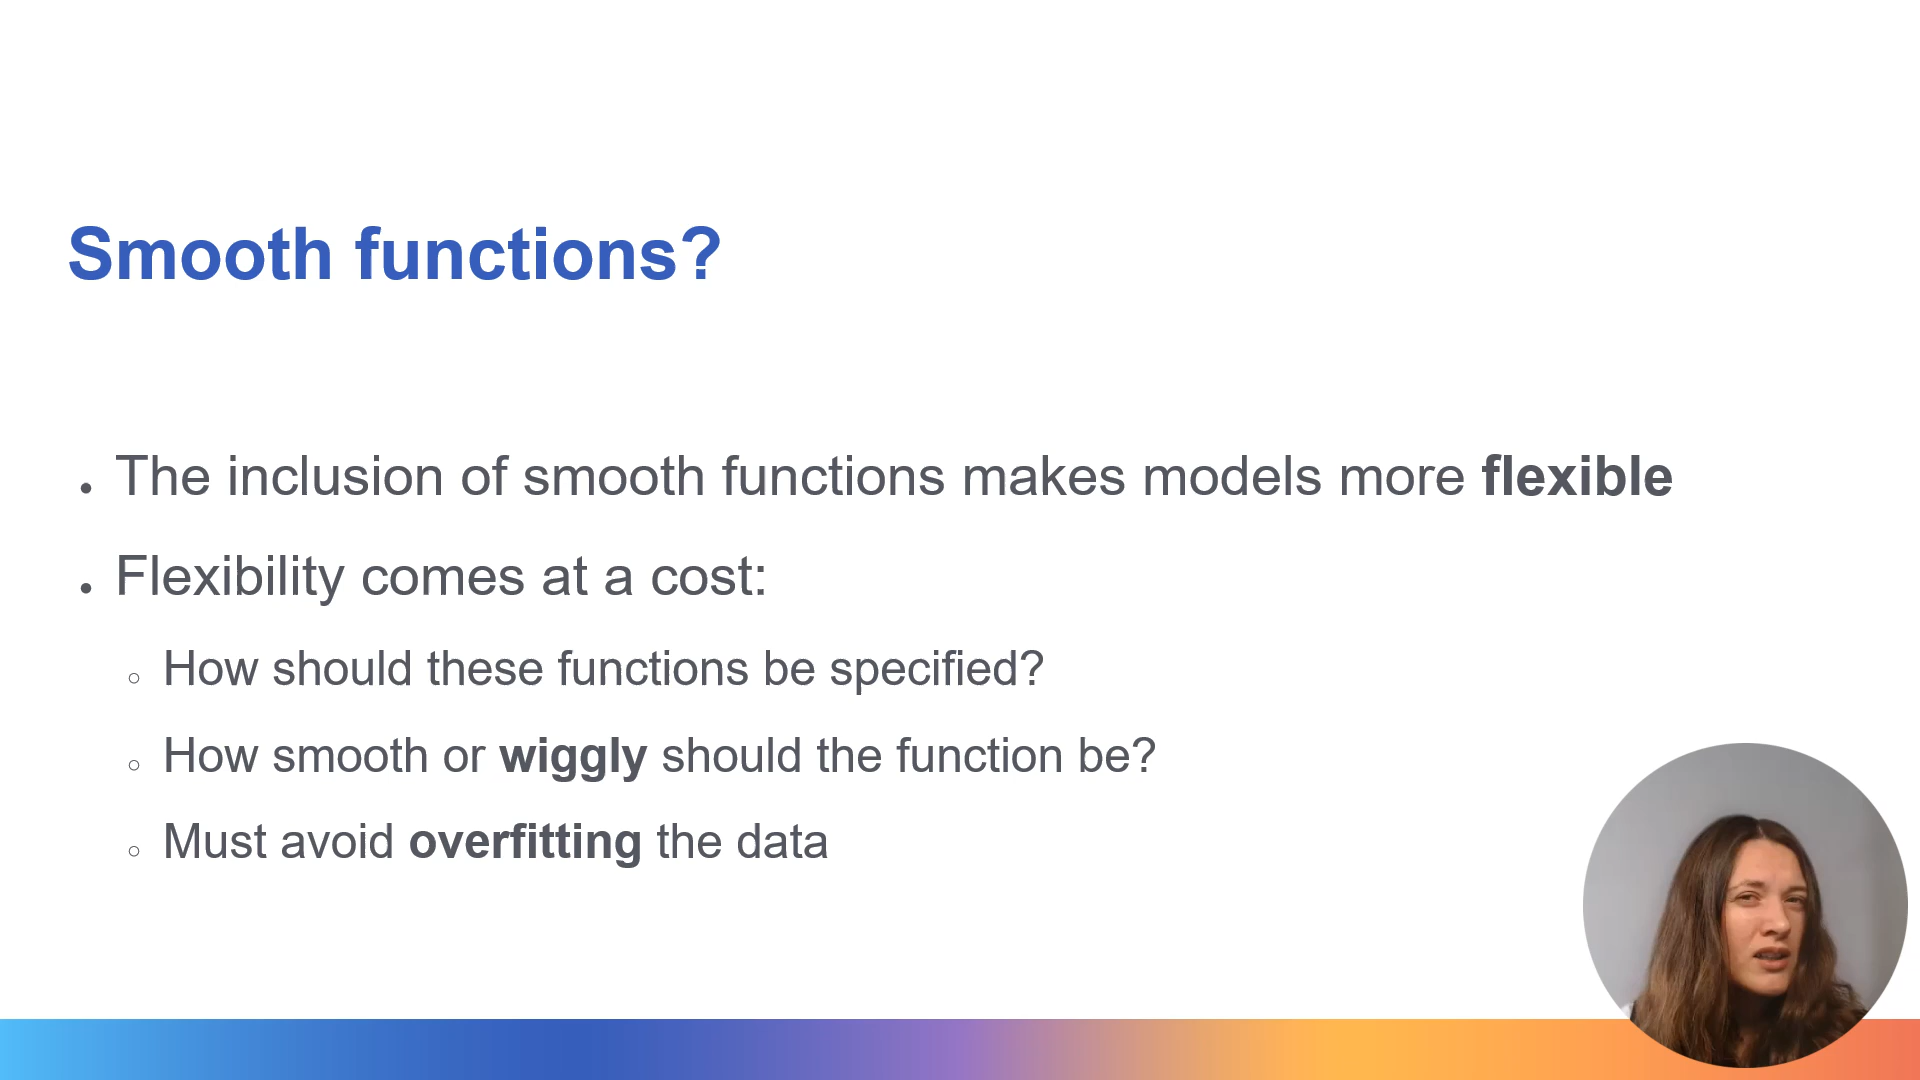 Smooth functions?
The inclusion of smooth functions makes models more flexible
Flexibility comes at a cost:
How should these functions be specified?
How smooth or wiggly should the function be?
Must avoid overfitting the data